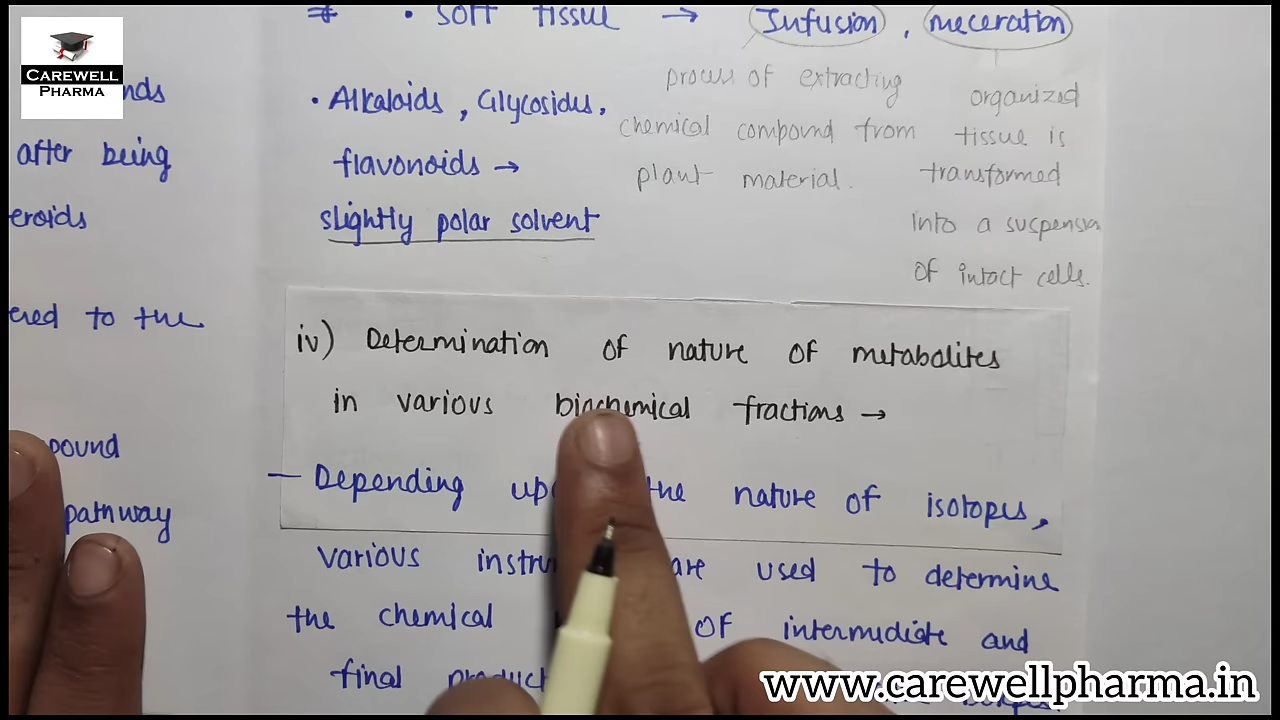 CAREWELL
PHARMA
nds
after being
eroids
ered to the
pound
pathway
• Soft tissue → Infusion, meceration
process of extracting
chemical compound from
plant material.
organized
tissue is
transformed
into a suspension
of intact cells.
• Alkaloids, Glycosides,
flavonoids →
slightly polar solvent
iv) Determination of nature of metabolites
in various biochemical fractions →
— Depending upo the nature of isotopes,
various instru are used to determine
the chemical of intermediate and
final product
www.carewellpharma.in